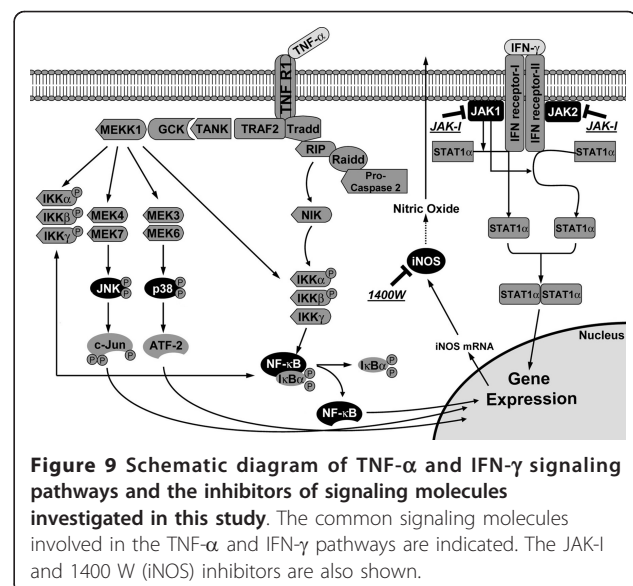 TNF-α
IFN-γ
TNF R1
IFN receptor-I
IFN receptor-II
JAK1
JAK2
JAK-I
JAK-I
MEKK1
GCK
TANK
TRAF2
Tradd
RIP
Raidd
Pro-
Caspase 2
STAT1α
STAT1α
IKKα P
IKKβ P
IKKγ P
MEK4
MEK7
MEK3
MEK6
NIK
Nitric Oxide
STAT1α
STAT1α
iNOS
1400W
JNK P P
p38 P P
IKKα P
IKKβ P
IKKγ
STAT1α STAT1α
c-Jun
P P
ATF-2
NF-κB
IκBα P P
IκBα P P
NF-κB
iNOS mRNA
Nucleus
Gene
Expression
Figure 9 Schematic diagram of TNF-α and IFN-γ signaling
pathways and the inhibitors of signaling molecules
investigated in this study. The common signaling molecules
involved in the TNF-α and IFN-γ pathways are indicated. The JAK-I
and 1400 W (iNOS) inhibitors are also shown.